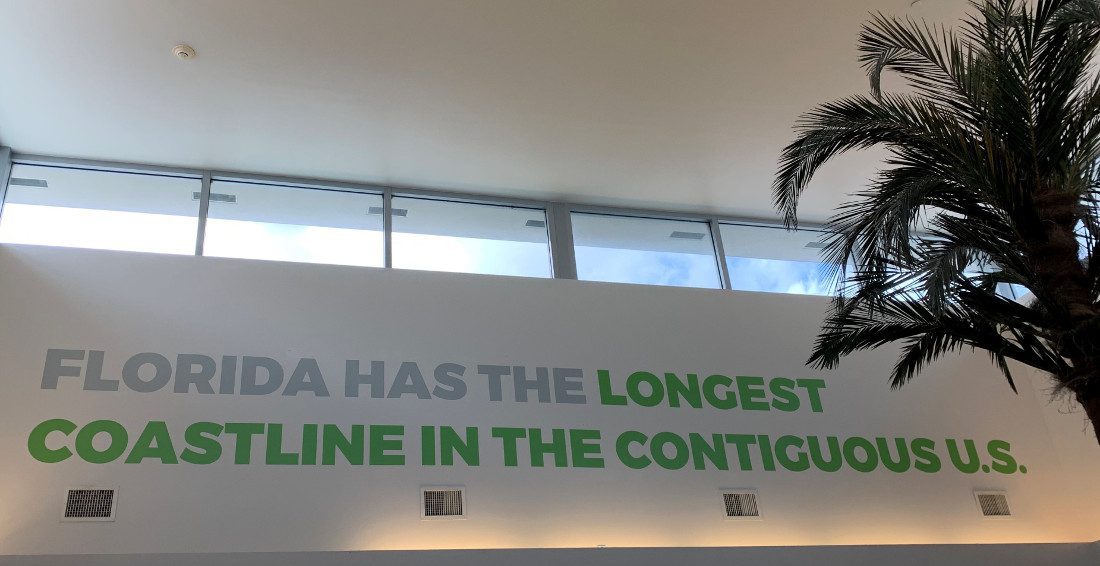 FLORIDA HAS THE LONGEST
COASTLINE IN THE CONTIGUOUS U.S.